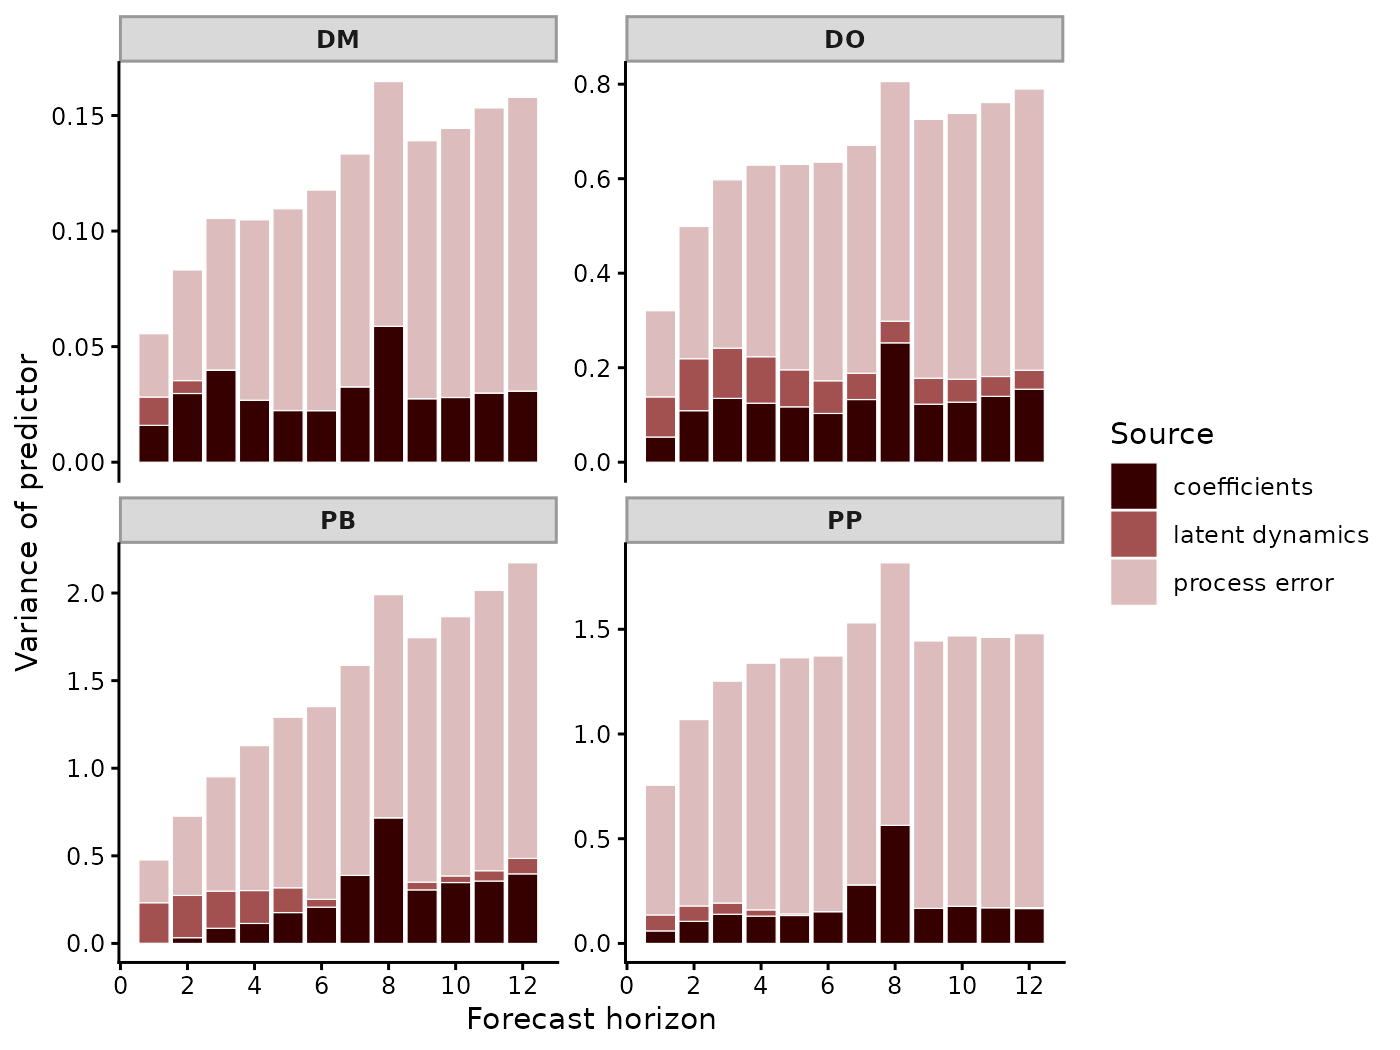 DM
DO
0.15
0.10
0.05
0.00
0.8
0.6
0.4
0.2
0.0
Variance of predictor
PB
PP
2.0
1.5
1.0
0.5
0.0
1.5
1.0
0.5
0.0
0 2 4 6 8 10 12
0 2 4 6 8 10 12
Forecast horizon
Source
coefficients
latent dynamics
process error